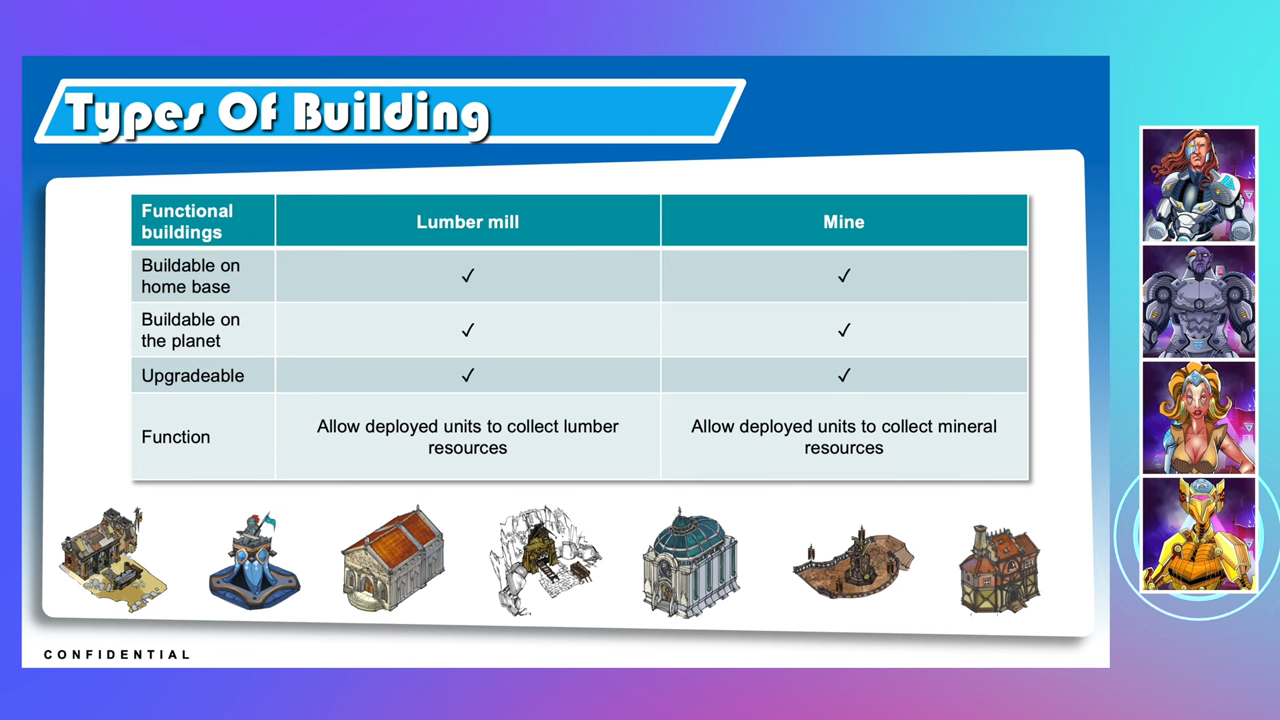 Types Of Building
Functional buildings Lumber mill Mine
Buildable on home base ✓ ✓
Buildable on the planet ✓ ✓
Upgradeable ✓ ✓
Function Allow deployed units to collect lumber resources Allow deployed units to collect mineral resources
CONFIDENTIAL